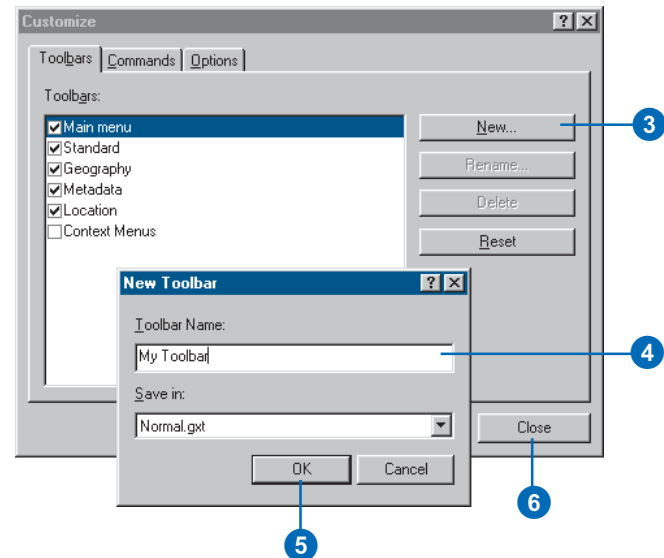 Customize
Toolbars Commands Options
Toolbars:
Main menu
Standard
Geography
Metadata
Location
Context Menus
New...
3
Rename...
Delete
Reset
New Toolbar
Toolbar Name:
My Toolbar
4
Save in:
Normal.gxt
OK Cancel
Close
5
6